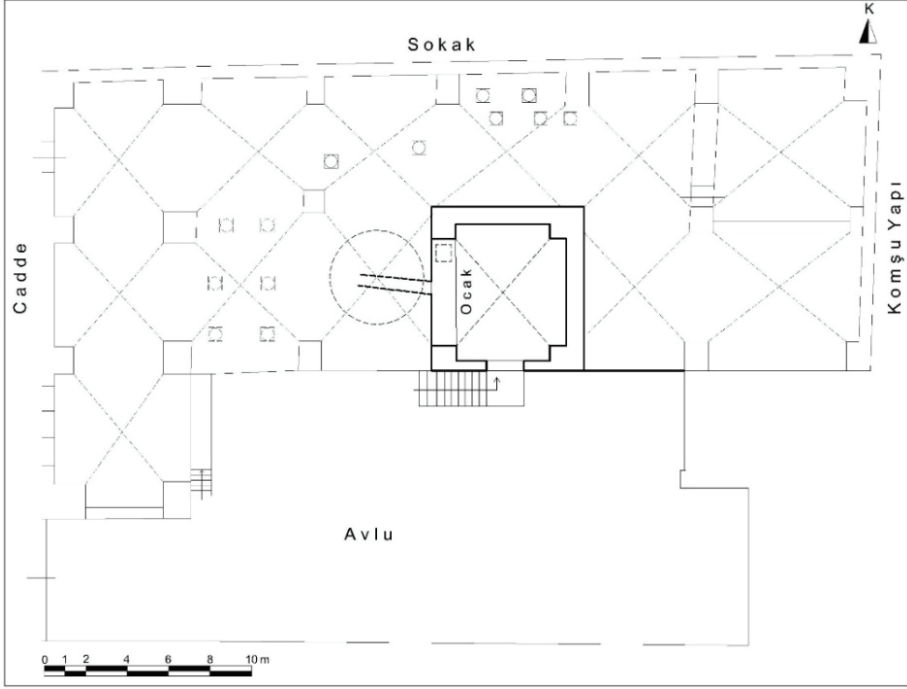 K
Sokak
Cadde
Komşu Yapı
Ocak
Avlu
0 1 2 4 6 8 10 m